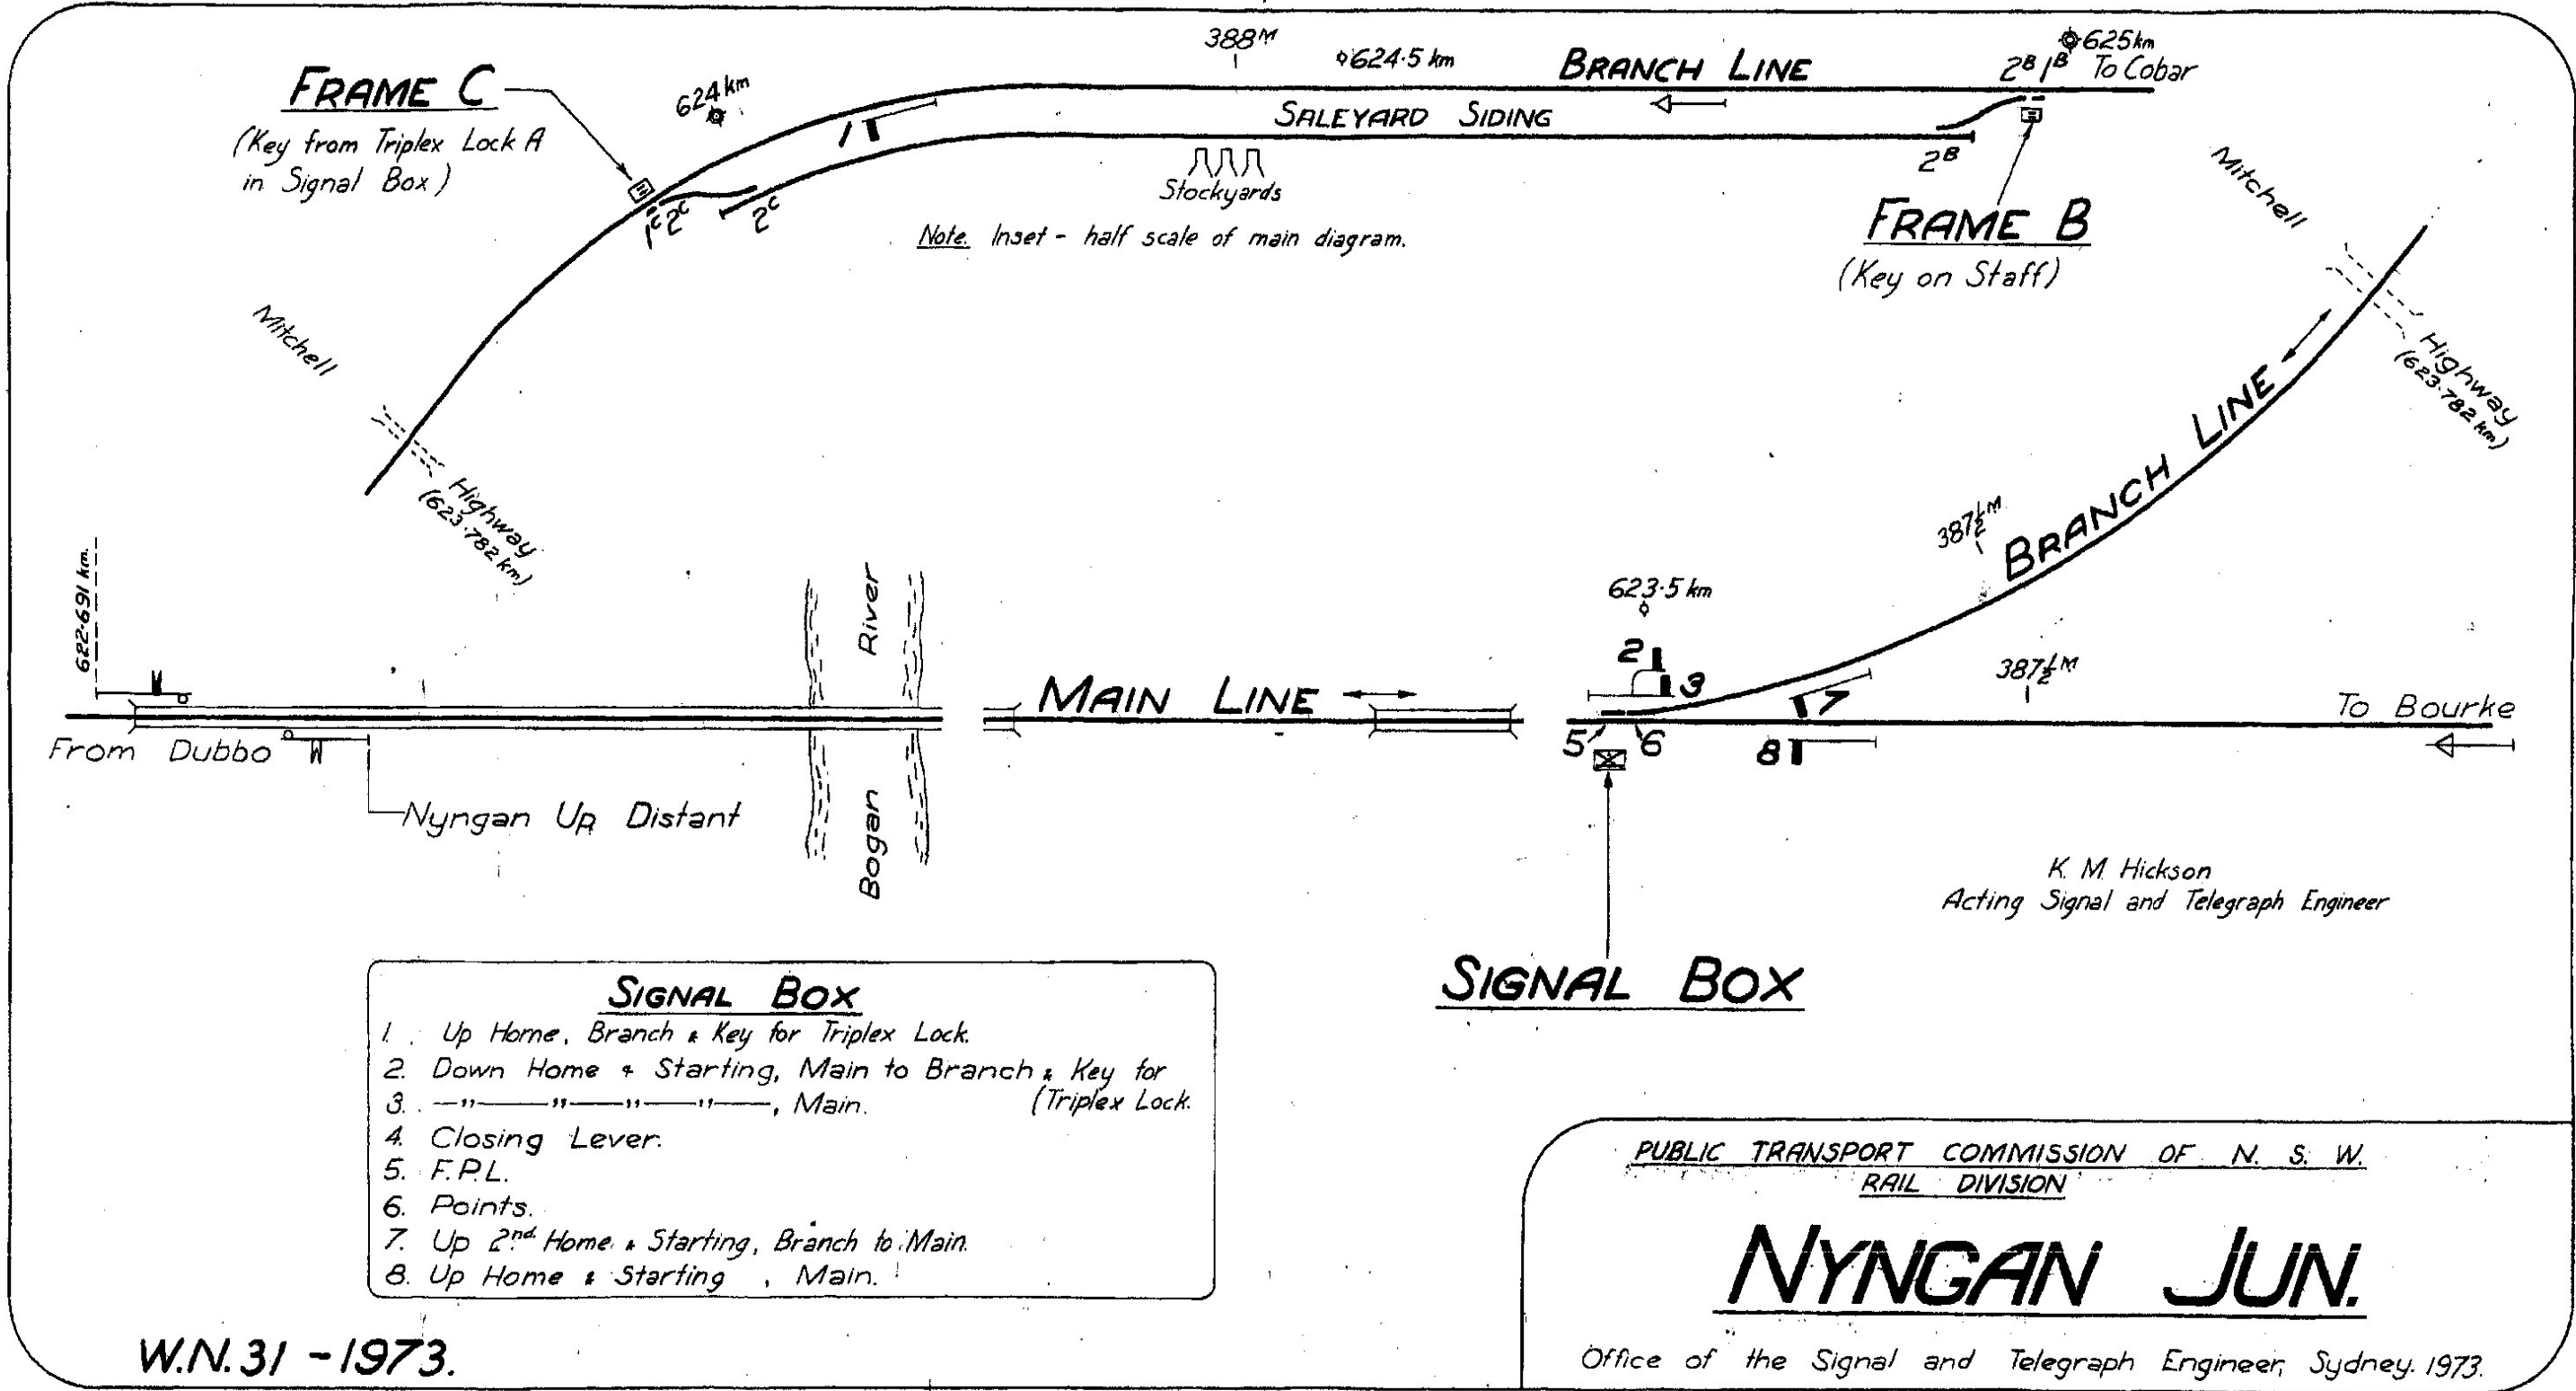 FRAME C
(Key from Triplex Lock A
in Signal Box)
624 km
388 M
624.5 km
BRANCH LINE
2B 1B
625 km
To Cobar
1
SALEYARD SIDING
2B
1C 2C
2C
Stockyards
Note. Inset - half scale of main diagram.
FRAME B
(Key on Staff)
Mitchell
Highway
(623.782 km)
Mitchell
Highway
(623.782 km)
BRANCH LINE
387½ M
623.5 km
622.691 km.
River
Bogan
MAIN LINE
2
3
7
387½ M
To Bourke
From Dubbo
5
6
8
Nyngan Up Distant
K. M. Hickson
Acting Signal and Telegraph Engineer
SIGNAL BOX
SIGNAL BOX
1. Up Home, Branch & Key for Triplex Lock.
2. Down Home & Starting, Main to Branch & Key for
(Triplex Lock.
3. —"——"——"——"——, Main.
4. Closing Lever.
5. F.P.L.
6. Points.
7. Up 2nd. Home & Starting, Branch to Main.
8. Up Home & Starting , Main.
PUBLIC TRANSPORT COMMISSION OF N. S. W.
RAIL DIVISION
NYNGAN JUN.
Office of the Signal and Telegraph Engineer, Sydney. 1973.
W.N. 31 - 1973.